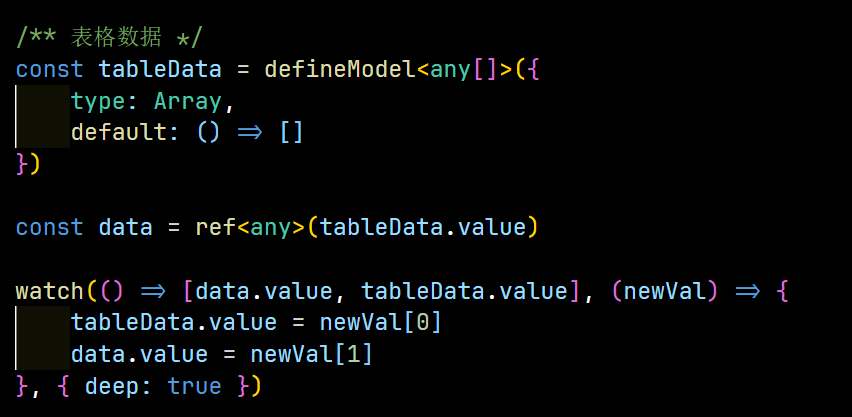 /** 表格数据 */
const tableData = defineModel<any[]>({
    type: Array,
    default: () => []
})
const data = ref<any>(tableData.value)
watch(() => [data.value, tableData.value], (newVal) => {
    tableData.value = newVal[0]
    data.value = newVal[1]
}, { deep: true })